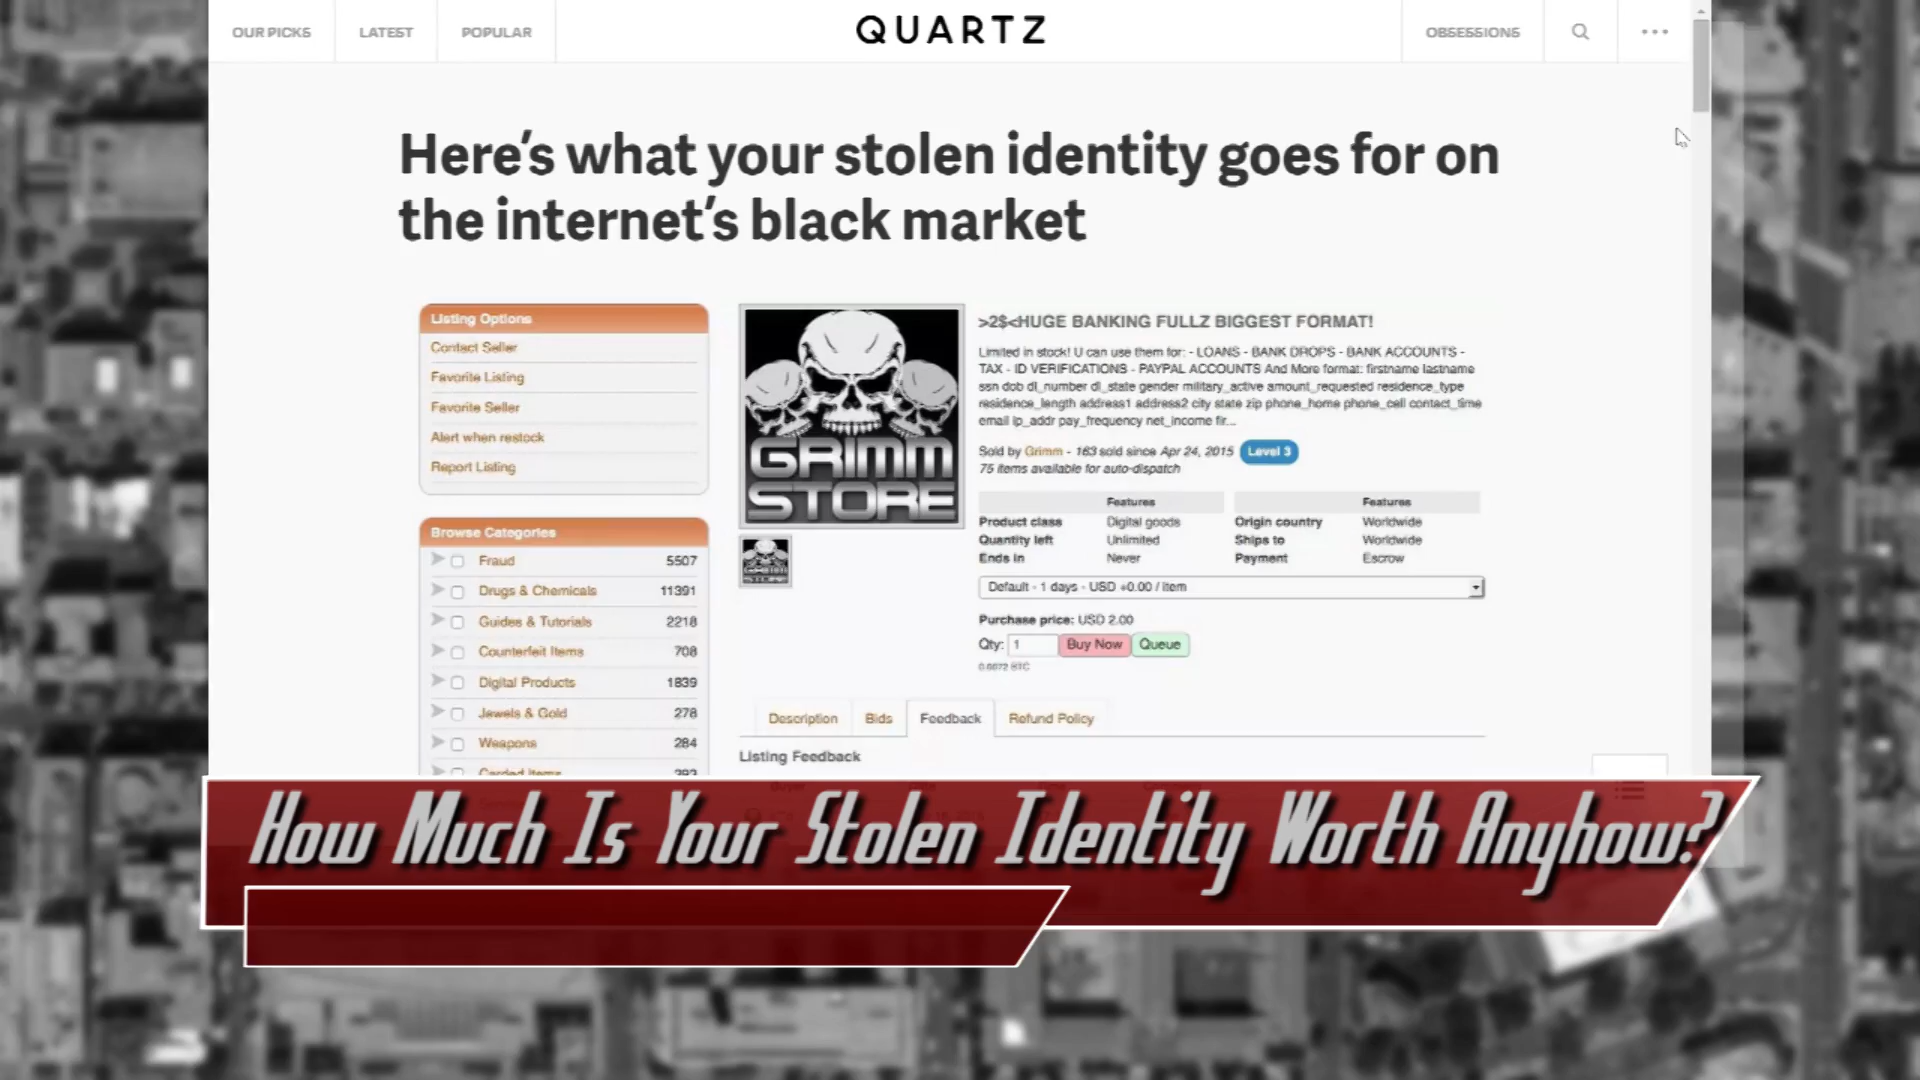 OUR PICKS
LATEST
POPULAR
QUARTZ
OBSESSIONS
Here's what your stolen identity goes for on
the internet's black market
Listing Options
Contact Seller
Favorite Listing
Favorite Seller
Alert when restock
Report Listing
Browse Categories
Fraud 5507
Drugs & Chemicals 11391
Guides & Tutorials 2218
Counterfeit Items 708
Digital Products 1839
Jewels & Gold 278
Weapons 284
Carded Items
GRIMM
STORE
>2$<HUGE BANKING FULLZ BIGGEST FORMAT!
Limited in stock! U can use them for: - LOANS - BANK DROPS - BANK ACCOUNTS -
TAX - ID VERIFICATIONS - PAYPAL ACCOUNTS And More format: firstname lastname
ssn dob dl_number dl_state gender military_active amount_requested residence_type
residence_length address1 address2 city state zip phone_home phone_cell contact_time
email ip_addr pay_frequency net_income fir...
Sold by Grimm - 163 sold since Apr 24, 2015 Level 3
75 items available for auto-dispatch
Features Features
Product class Digital goods Origin country Worldwide
Quantity left Unlimited Ships to Worldwide
Ends in Never Payment Escrow
Default - 1 days - USD +0.00 / item
Purchase price: USD 2.00
Qty: 1 Buy Now Queue
0.0072 BTC
Description
Bids
Feedback
Refund Policy
Listing Feedback
How Much Is Your Stolen Identity Worth Anyhow?